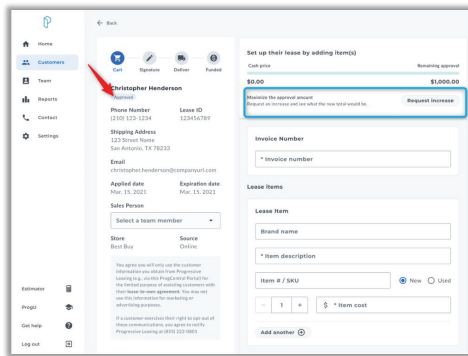 Back
Home
Customers
Team
Reports
Contact
Settings
Estimator
ProgU
Get help
Log out
Cart
Signature
Deliver
Funded
Christopher Henderson
Approved
Phone Number
Lease ID
(210) 123-1234
123456789
Shipping Address
123 Street Name
San Antonio, TX 78233
Email
christopher.henderson@companyurl.com
Applied date
Expiration date
Mar. 15. 2021
Mar. 15, 2021
Sales Person
Select a team member
Store
Source
Best Buy
Online
You agree you will only use the customer
information you obtain from Progressive
Leasing (e.g., via this ProgCentral Portal) for
the limited purpose of assisting customers with
their lease-to-own agreement. You may not
use this information for marketing or
advertising purposes.
If a customer exercises their right to opt-out of
these communications, you agree to notify
Progressive Leasing at
Set up their lease by adding item(s)
Cash price
Remaining approval
$0.00
$1,000.00
Maximize the approval amount
Request an increase and see what the new total would be.
Request increase
Invoice Number
* Invoice number
Lease items
Lease Item
Brand name
* Item description
Item # / SKU
New
Used
- 1 +
$ * Item cost
Add another